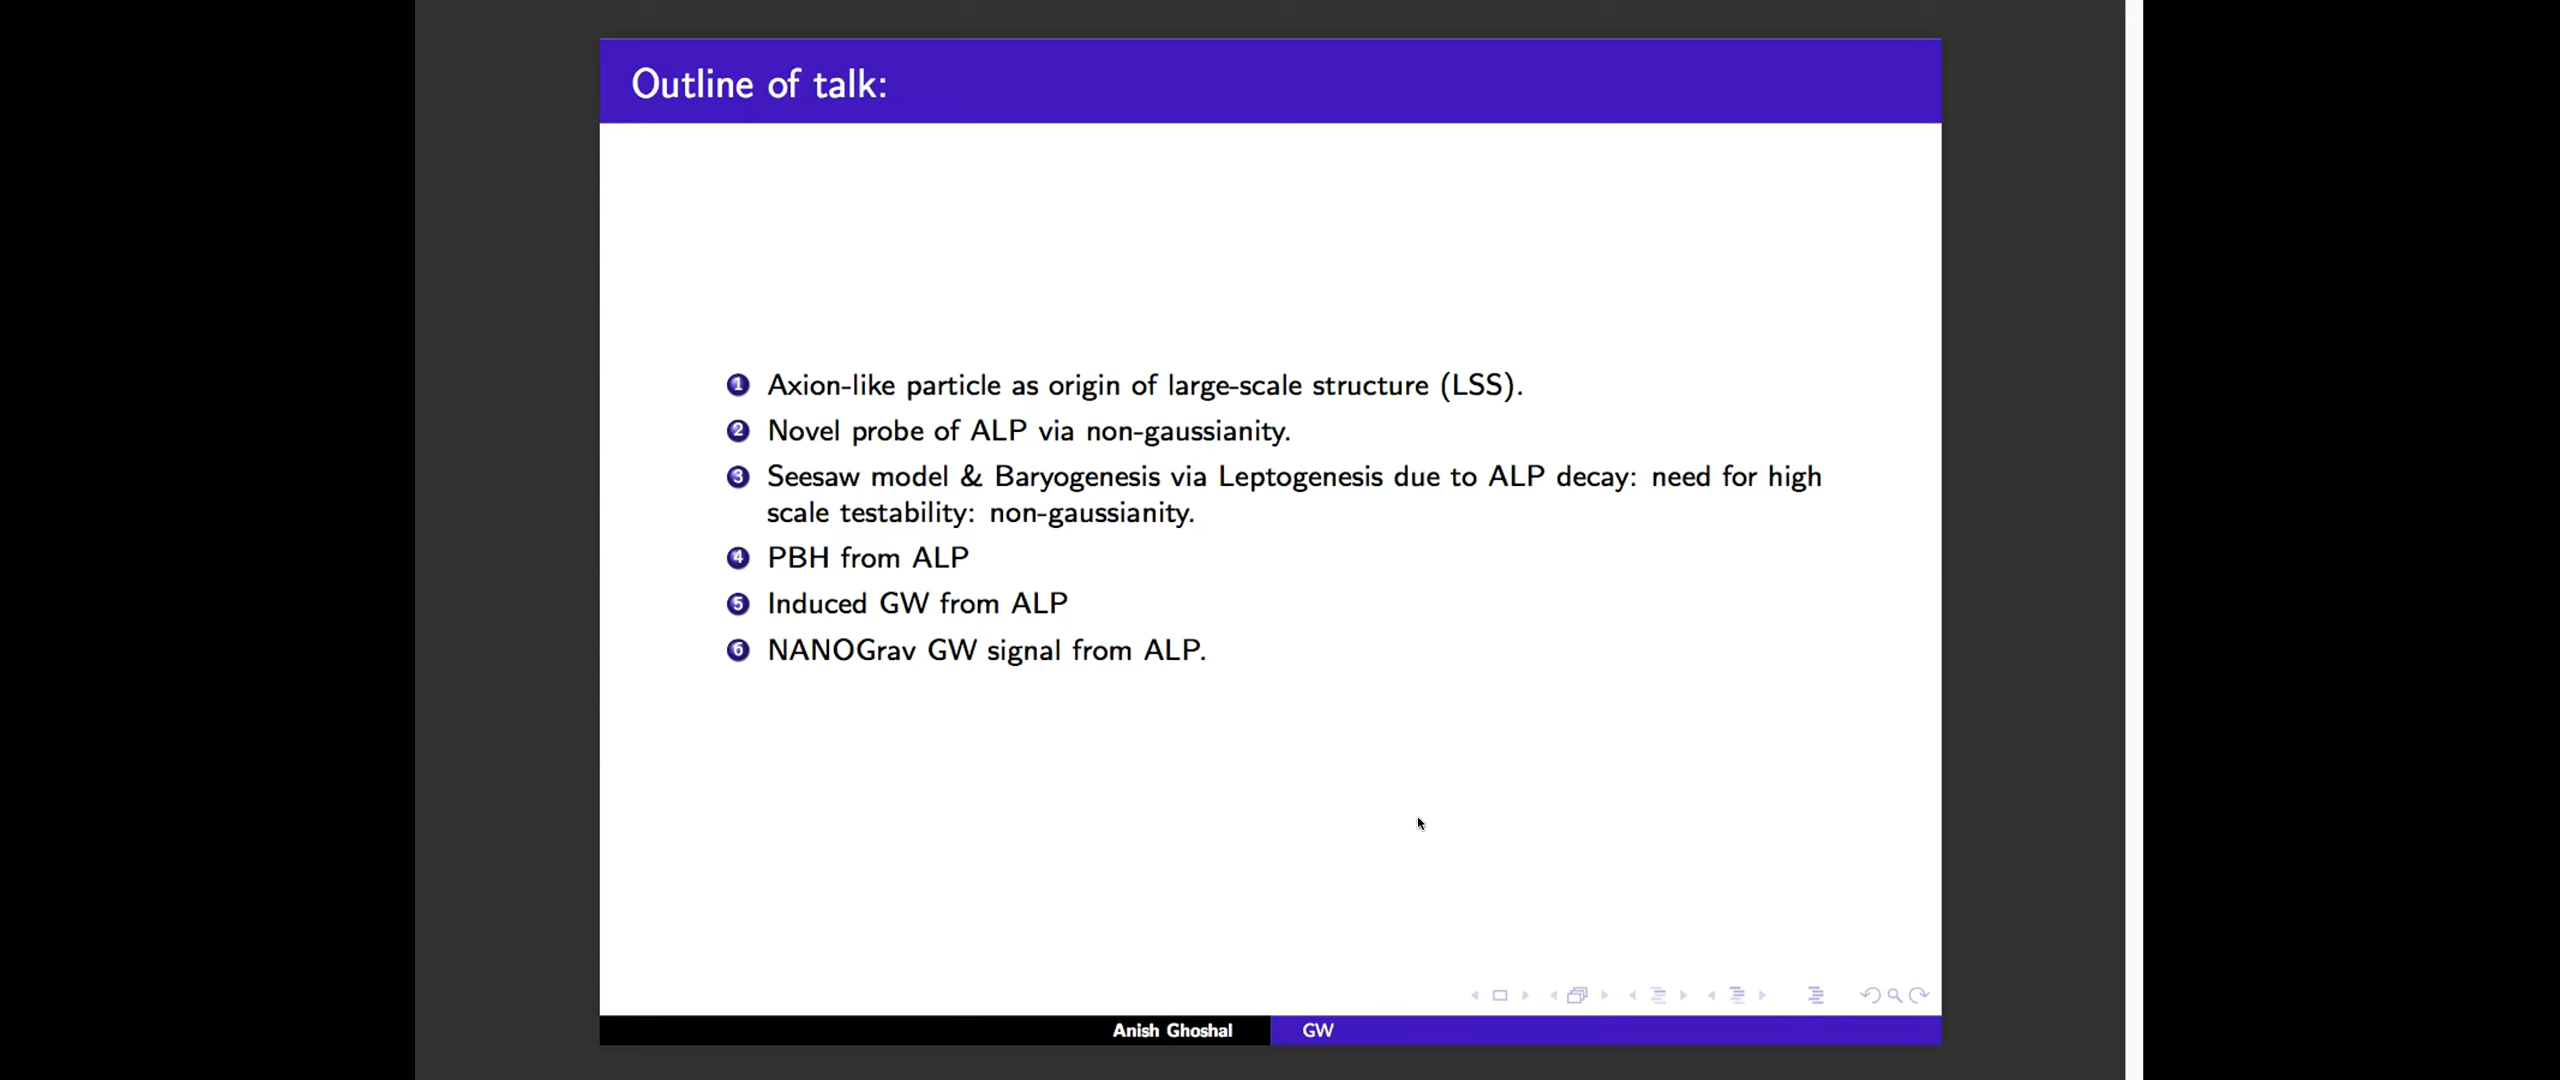 Outline of talk:
1 Axion-like particle as origin of large-scale structure (LSS).
2 Novel probe of ALP via non-gaussianity.
3 Seesaw model & Baryogenesis via Leptogenesis due to ALP decay: need for high
scale testability: non-gaussianity.
4 PBH from ALP
5 Induced GW from ALP
6 NANOGrav GW signal from ALP.
Anish Ghoshal GW